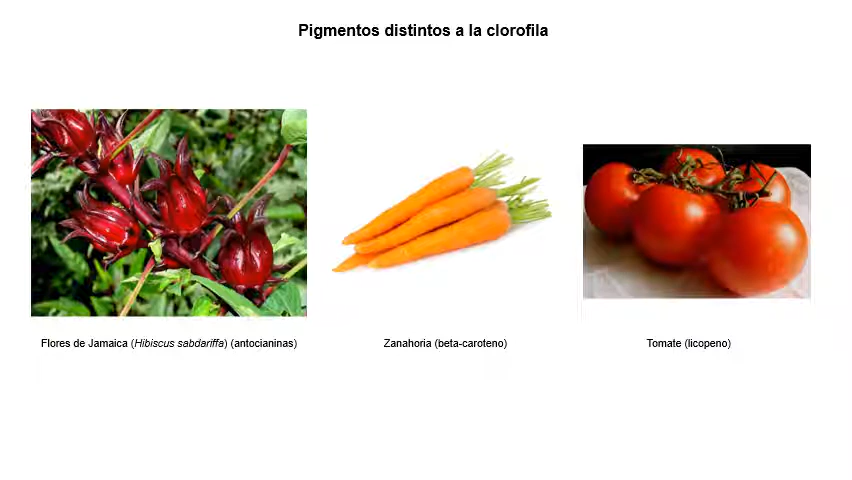 Pigmentos distintos a la clorofila
Flores de Jamaica (Hibiscus sabdariffa) (antocianinas)
Zanahoria (beta-caroteno)
Tomate (licopeno)